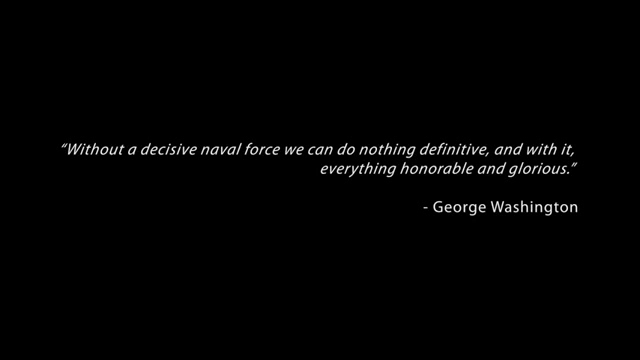 “Without a decisive naval force we can do nothing definitive, and with it,
everything honorable and glorious.”
- George Washington